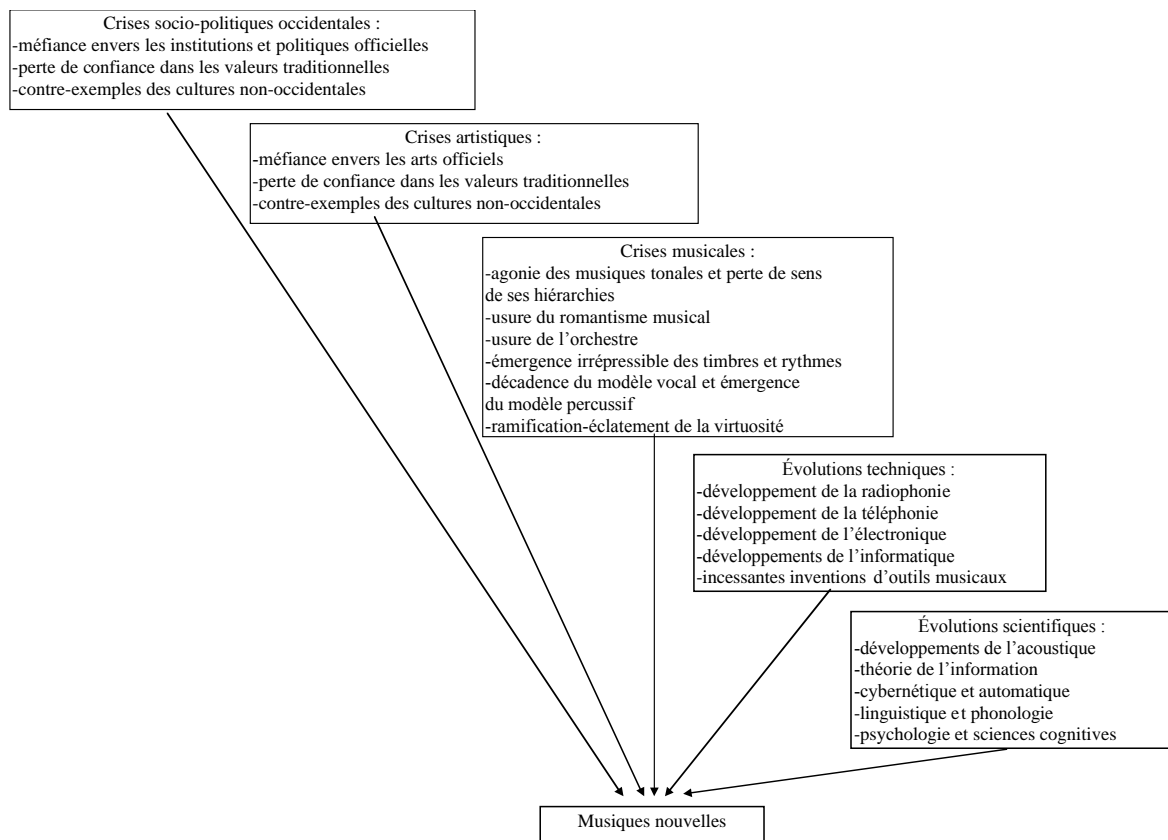 Crises socio-politiques occidentales :
-méfiance envers les institutions et politiques officielles
-perte de confiance dans les valeurs traditionnelles
-contre-exemples des cultures non-occidentales
Crises artistiques :
-méfiance envers les arts officiels
-perte de confiance dans les valeurs traditionnelles
-contre-exemples des cultures non-occidentales
Crises musicales :
-agonie des musiques tonales et perte de sens
de ses hiérarchies
-usure du romantisme musical
-usure de l’orchestre
-émergence irrépressible des timbres et rythmes
-décadence du modèle vocal et émergence
du modèle percussif
-ramification-éclatement de la virtuosité
Évolutions techniques :
-développement de la radiophonie
-développement de la téléphonie
-développement de l’électronique
-développements de l’informatique
-incessantes inventions d’outils musicaux
Évolutions scientifiques :
-développements de l’acoustique
-théorie de l’information
-cybernétique et automatique
-linguistique et phonologie
-psychologie et sciences cognitives
Musiques nouvelles